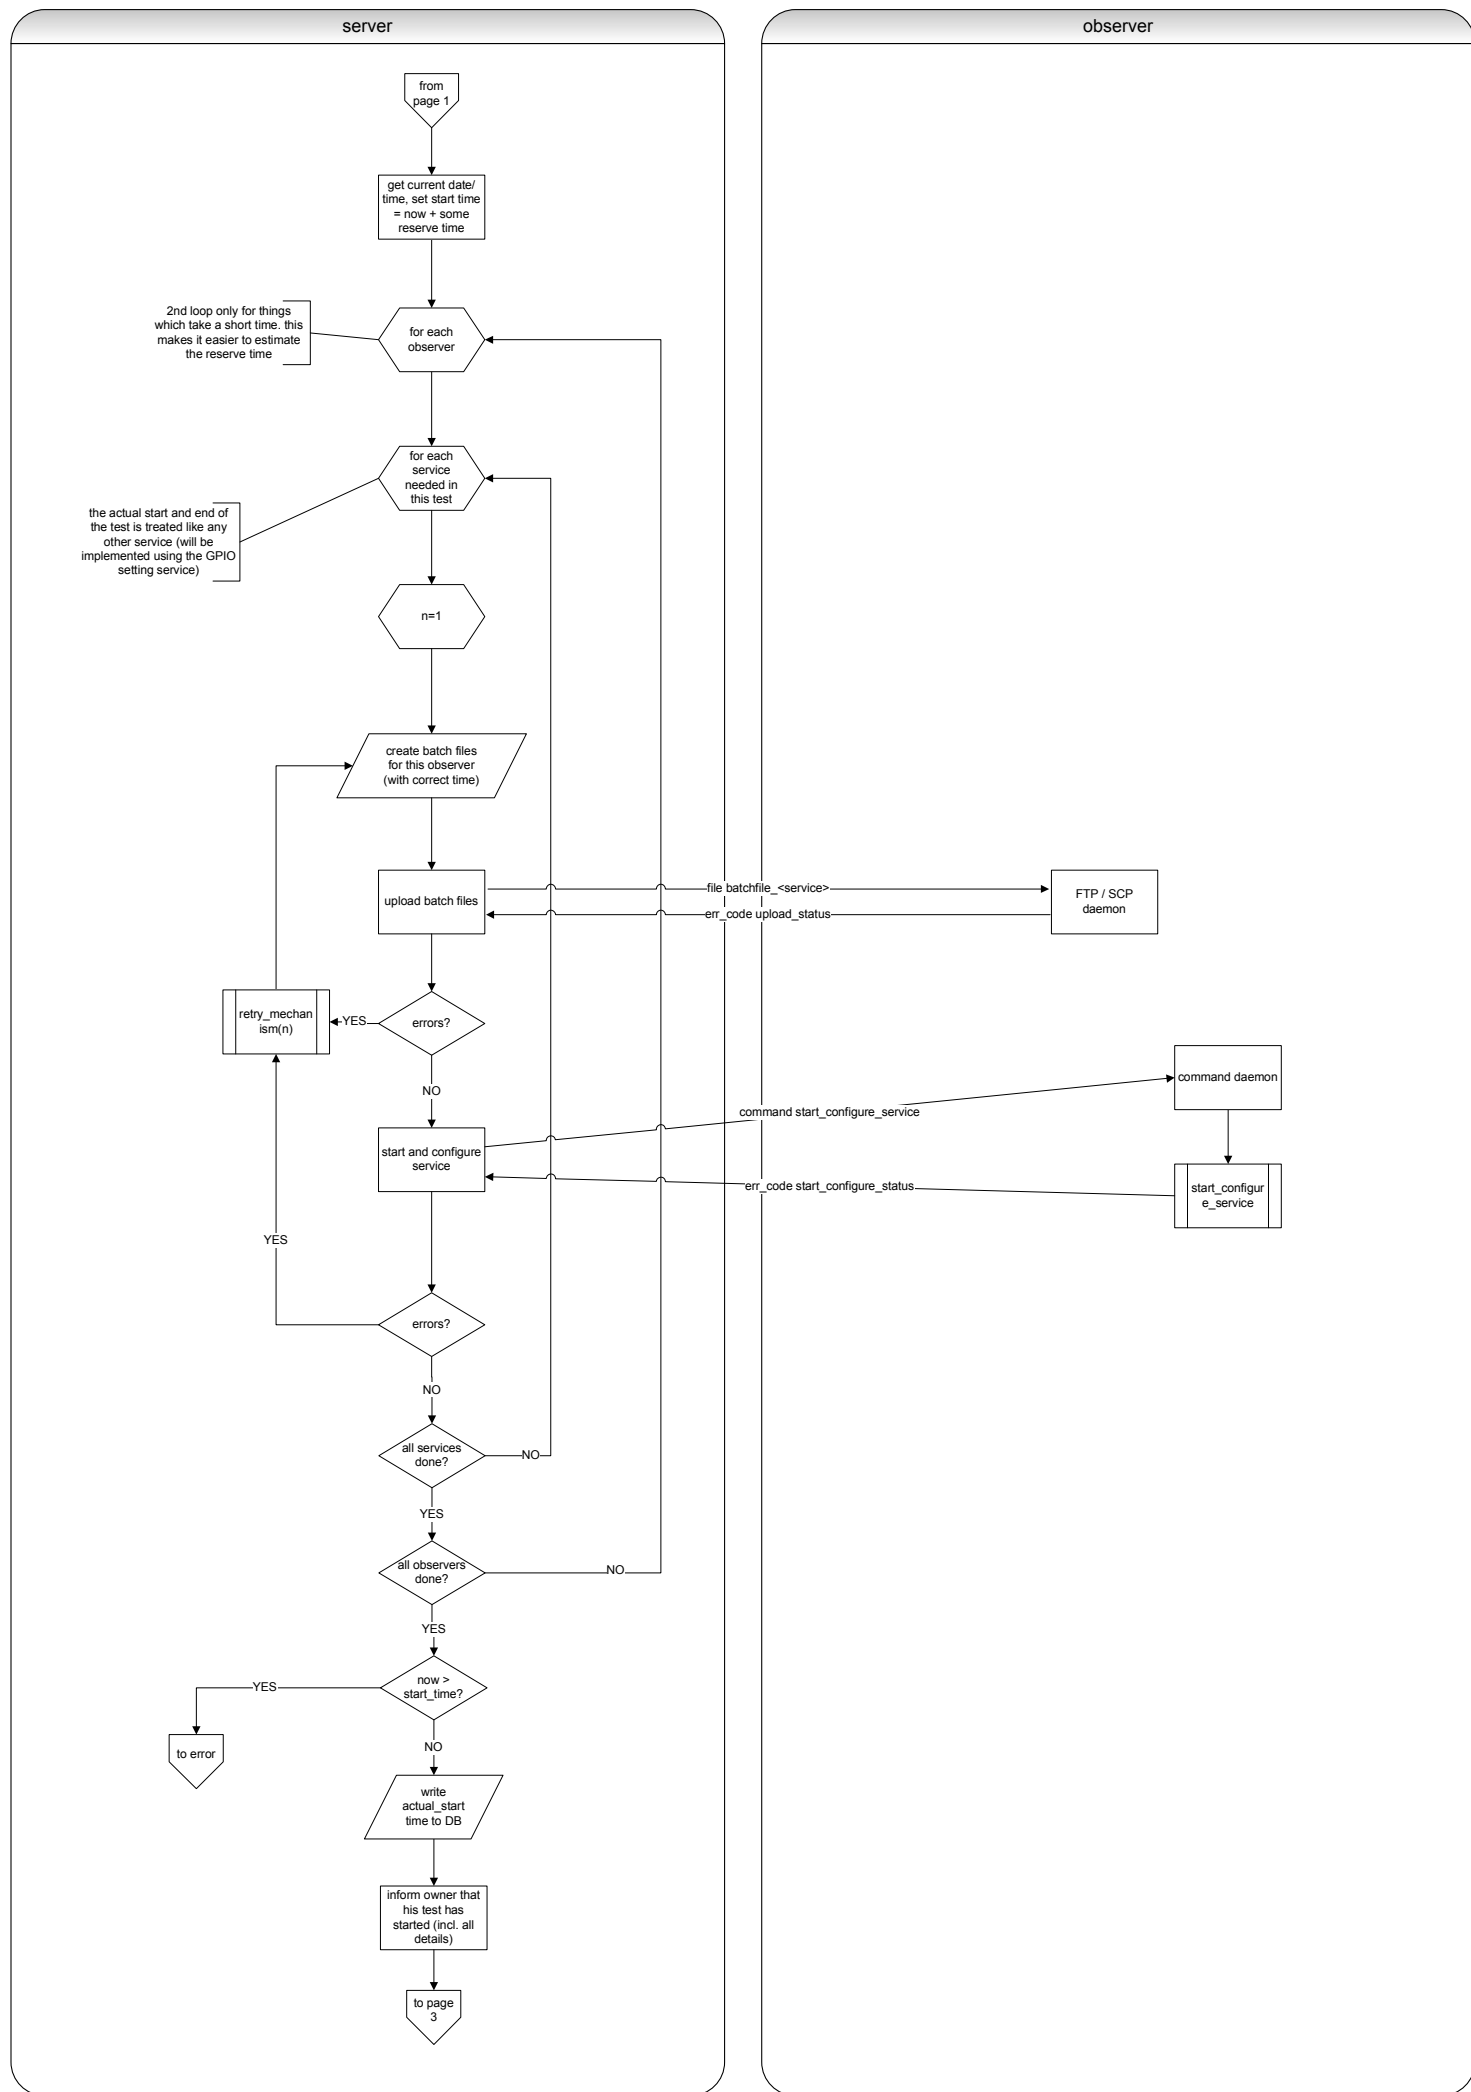 server
observer
from
page 1
get current date/
time, set start time
= now + some
reserve time
2nd loop only for things
which take a short time. this
makes it easier to estimate
the reserve time
for each
observer
for each
service
needed in
this test
the actual start and end of
the test is treated like any
other service (will be
implemented using the GPIO
setting service)
n=1
create batch files
for this observer
(with correct time)
upload batch files
file batchfile_<service>
err_code upload_status
FTP / SCP
daemon
retry_mechan
ism(n)
YES
errors?
NO
command daemon
command start_configure_service
start and configure
service
err_code start_configure_status
start_configur
e_service
YES
errors?
NO
all services
done?
NO
YES
all observers
done?
NO
YES
now >
start_time?
YES
to error
NO
write
actual_start
time to DB
inform owner that
his test has
started (incl. all
details)
to page
3